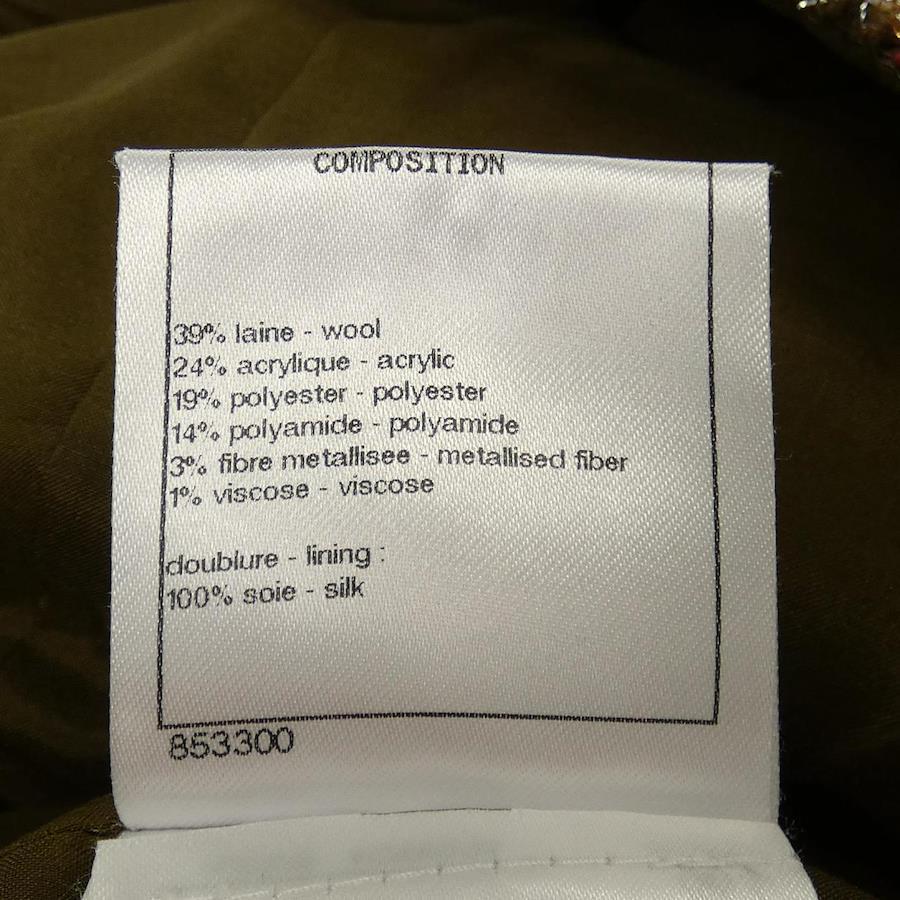 COMPOSITION
39% laine - wool
24% acrylique - acrylic
19% polyester - polyester
14% polyamide - polyamide
3% fibre metallisee - metallised fiber
1% viscose - viscose
doublure - lining :
100% soie - silk
853300